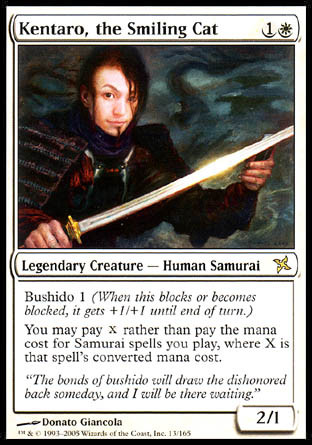 Kentaro, the Smiling Cat 1
Legendary Creature — Human Samurai
Bushido 1 (When this blocks or becomes
blocked, it gets +1/+1 until end of turn.)
You may pay X rather than pay the mana
cost for Samurai spells you play, where X is
that spell's converted mana cost.
"The bonds of bushido will draw the dishonored
back someday, and I will be there waiting."
Donato Giancola
™ & © 1993–2005 Wizards of the Coast, Inc. 13/165
2/1